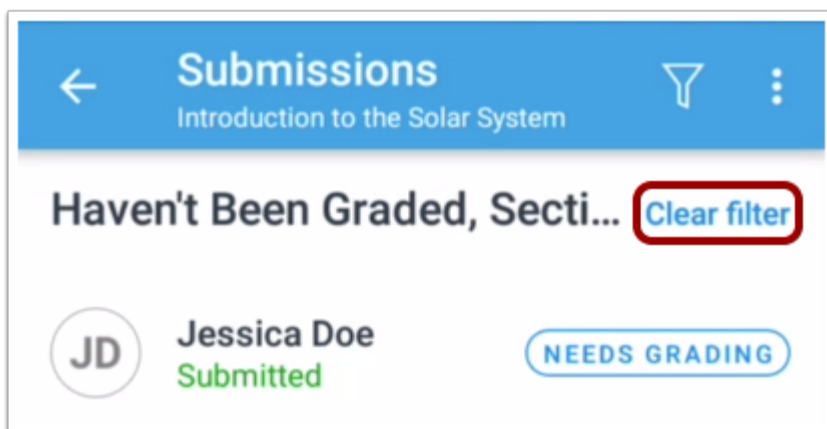 Submissions
Introduction to the Solar System
Haven't Been Graded, Secti... Clear filter
JD
Jessica Doe
Submitted
NEEDS GRADING